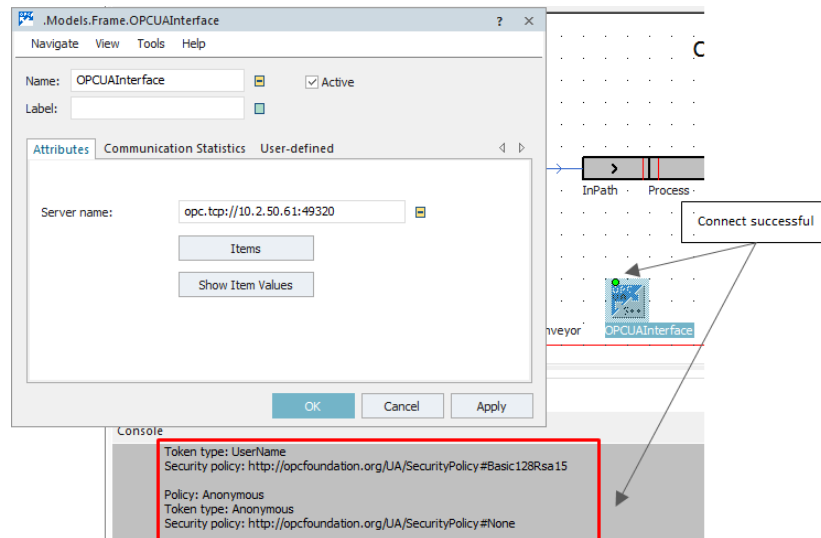 .Models.Frame.OPCUAInterface
Navigate View Tools Help
Name: OPCUAInterface Active
Label:
Attributes Communication Statistics User-defined
Server name: opc.tcp://10.2.50.61:49320
Items
Show Item Values
OK Cancel Apply
C
InPath Process
Connect successful
OPC
nveyor OPCUAInterface
Console
Token type: UserName
Security policy: http://opcfoundation.org/UA/SecurityPolicy#Basic128Rsa15
Policy: Anonymous
Token type: Anonymous
Security policy: http://opcfoundation.org/UA/SecurityPolicy#None